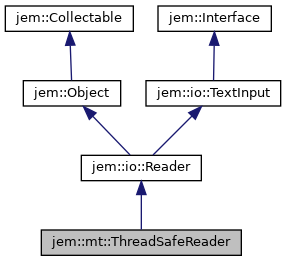 jem::Collectable
jem::Interface
jem::Object
jem::io::TextInput
jem::io::Reader
jem::mt::ThreadSafeReader